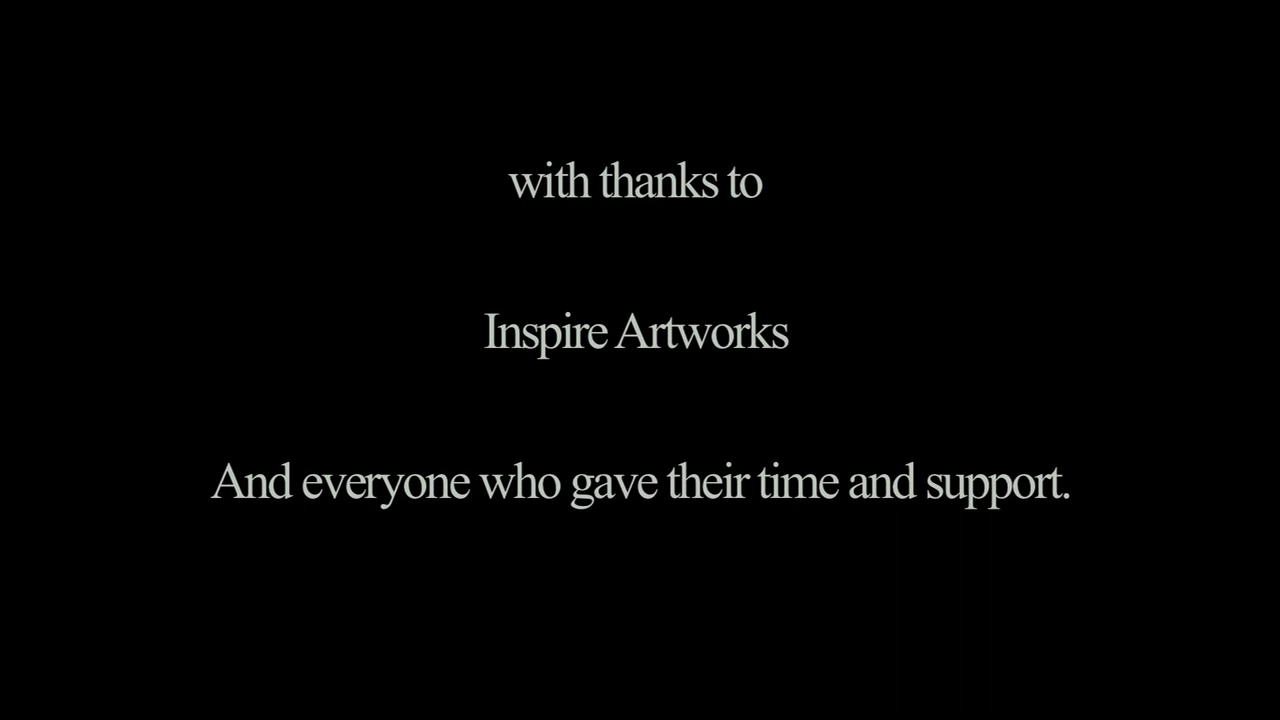 with thanks to
Inspire Artworks
And everyone who gave their time and support.